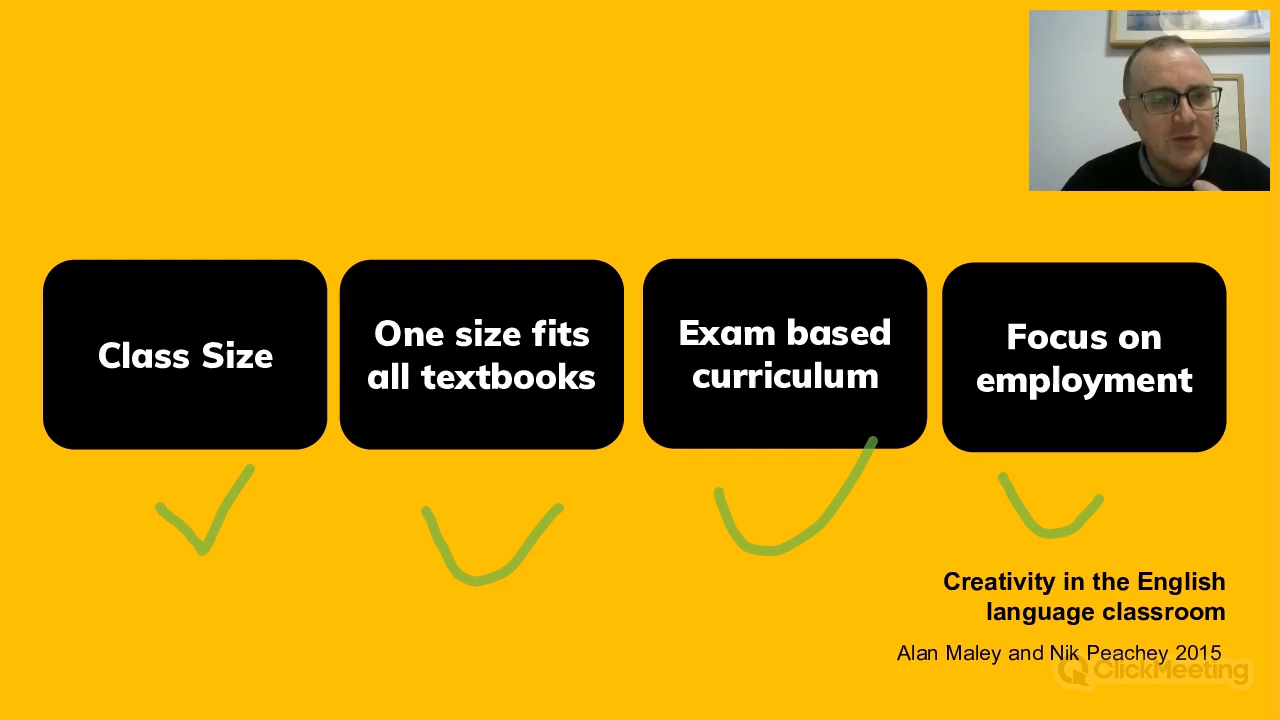 Class Size
One size fits
all textbooks
Exam based
curriculum
Focus on
employment
Creativity in the English
language classroom
Alan Maley and Nik Peachey 2015
ClickMeeting